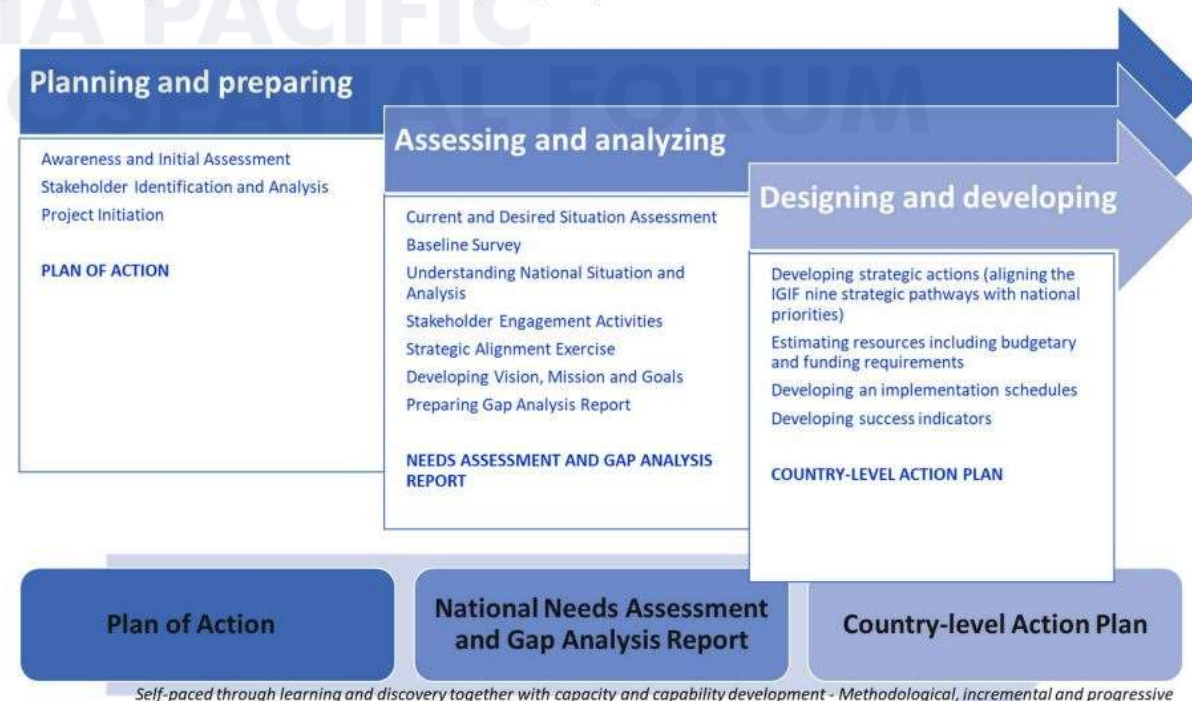 IA PACIFIC
OSPATIAL FORUM
Planning and preparing
Awareness and Initial Assessment
Stakeholder Identification and Analysis
Project Initiation
PLAN OF ACTION
Assessing and analyzing
Current and Desired Situation Assessment
Baseline Survey
Understanding National Situation and
Analysis
Stakeholder Engagement Activities
Strategic Alignment Exercise
Developing Vision, Mission and Goals
Preparing Gap Analysis Report
NEEDS ASSESSMENT AND GAP ANALYSIS
REPORT
Designing and developing
Developing strategic actions (aligning the
IGIF nine strategic pathways with national
priorities)
Estimating resources including budgetary
and funding requirements
Developing an implementation schedules
Developing success indicators
COUNTRY-LEVEL ACTION PLAN
Plan of Action
National Needs Assessment
and Gap Analysis Report
Country-level Action Plan
Self-paced through learning and discovery together with capacity and capability development - Methodological, incremental and progressive